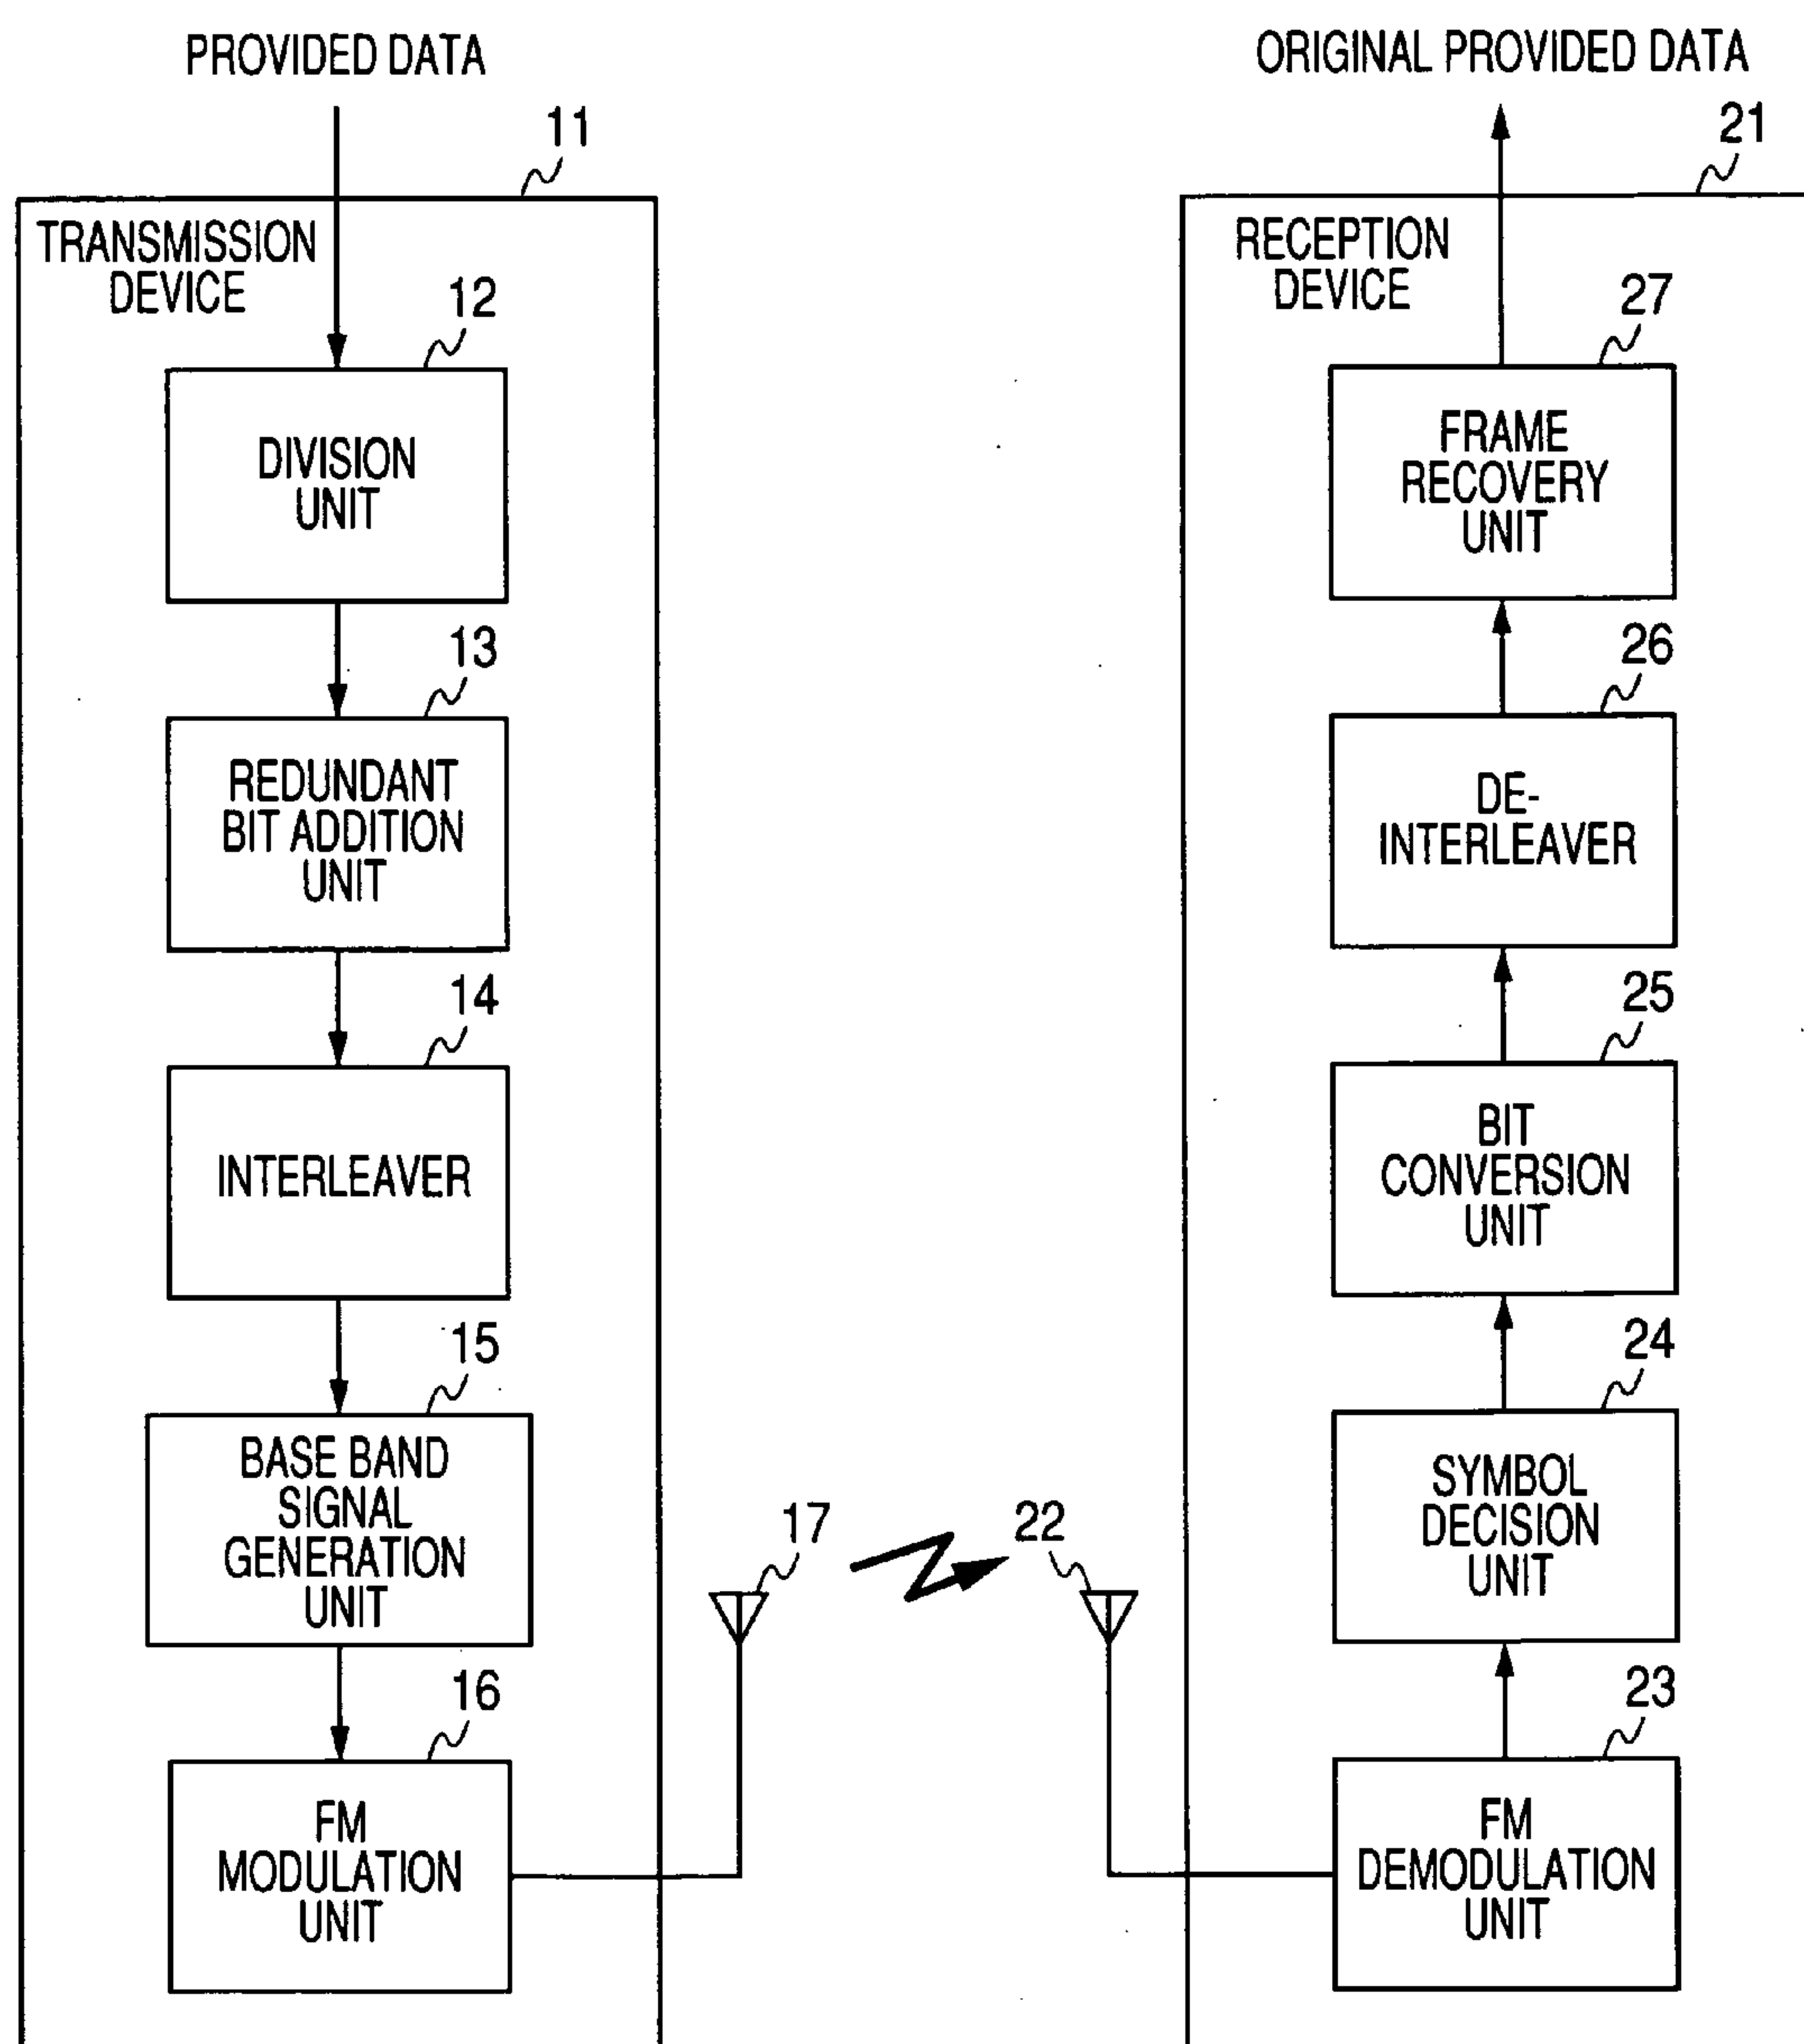 PROVIDED DATA
11
TRANSMISSION
DEVICE
12
DIVISION
UNIT
13
REDUNDANT
BIT ADDITION
UNIT
14
INTERLEAVER
15
BASE BAND
SIGNAL
GENERATION
UNIT
16
FM
MODULATION
UNIT
17
ORIGINAL PROVIDED DATA
21
RECEPTION
DEVICE
27
FRAME
RECOVERY
UNIT
26
DE-
INTERLEAVER
25
BIT
CONVERSION
UNIT
24
SYMBOL
DECISION
UNIT
22
23
FM
DEMODULATION
UNIT